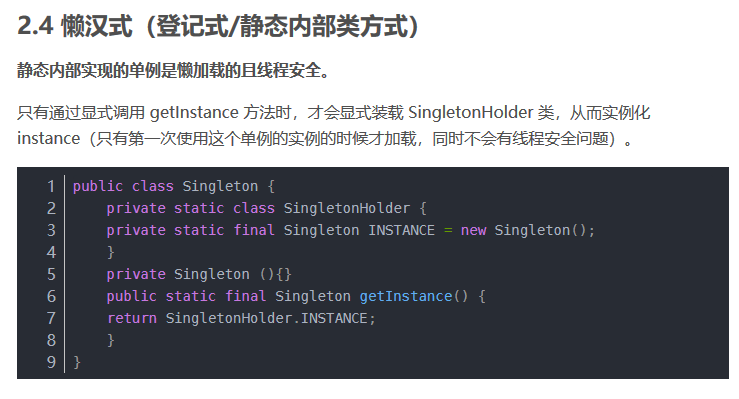 2.4 懒汉式（登记式/静态内部类方式）
静态内部实现的单例是懒加载的且线程安全。
只有通过显式调用 getInstance 方法时，才会显式装载 SingletonHolder 类，从而实例化
instance（只有第一次使用这个单例的实例的时候才加载，同时不会有线程安全问题）。
1 public class Singleton {
2     private static class SingletonHolder {
3     private static final Singleton INSTANCE = new Singleton();
4     }
5     private Singleton (){}
6     public static final Singleton getInstance() {
7     return SingletonHolder.INSTANCE;
8     }
9 }